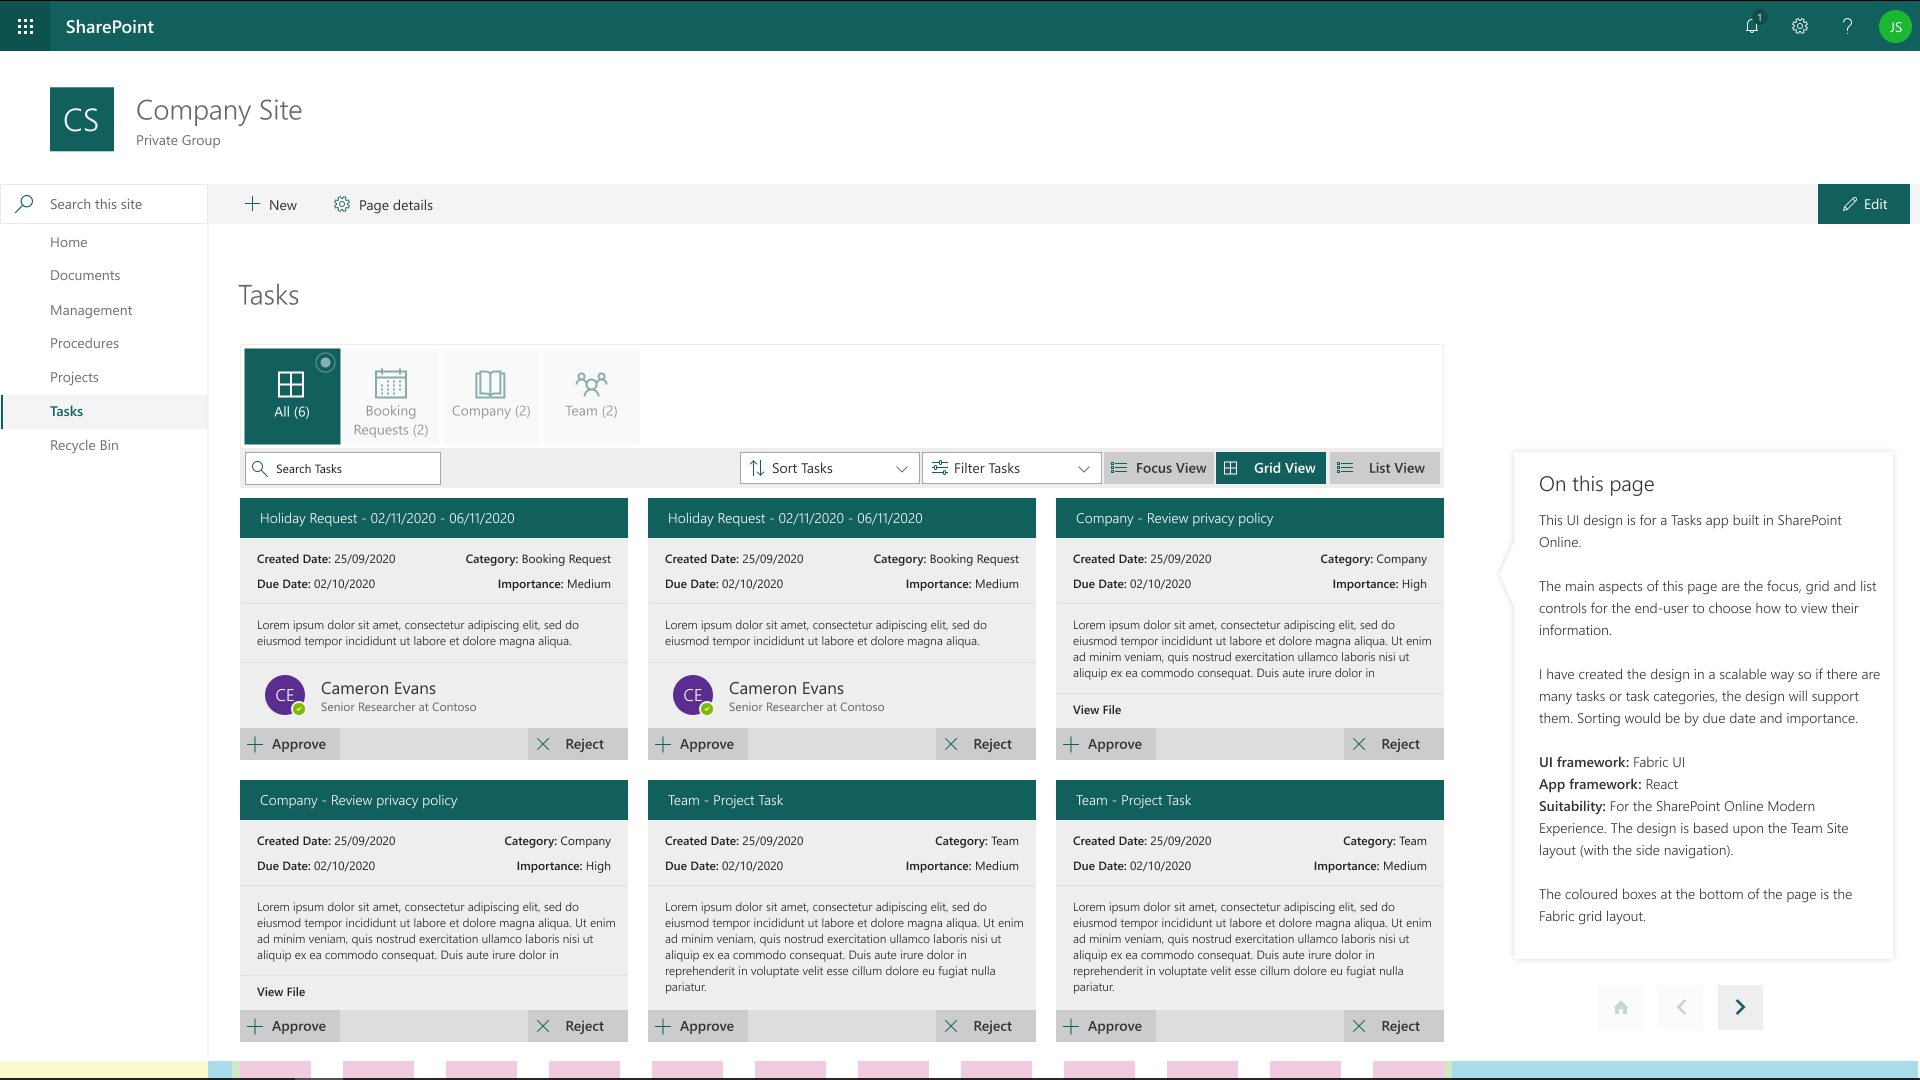 SharePoint
1
JS
CS
Company Site
Private Group
Search this site
New
Page details
Edit
Home
Documents
Management
Procedures
Projects
Tasks
Recycle Bin
Tasks
All (6)
Booking
Requests (2)
Company (2)
Team (2)
Search Tasks
Sort Tasks
Filter Tasks
Focus View
Grid View
List View
Holiday Request - 02/11/2020 - 06/11/2020
Created Date: 25/09/2020
Category: Booking Request
Due Date: 02/10/2020
Importance: Medium
Lorem ipsum dolor sit amet, consectetur adipiscing elit, sed do
eiusmod tempor incididunt ut labore et dolore magna aliqua.
CE
Cameron Evans
Senior Researcher at Contoso
Approve
Reject
Holiday Request - 02/11/2020 - 06/11/2020
Created Date: 25/09/2020
Category: Booking Request
Due Date: 02/10/2020
Importance: Medium
Lorem ipsum dolor sit amet, consectetur adipiscing elit, sed do
eiusmod tempor incididunt ut labore et dolore magna aliqua.
CE
Cameron Evans
Senior Researcher at Contoso
Approve
Reject
Company - Review privacy policy
Created Date: 25/09/2020
Category: Company
Due Date: 02/10/2020
Importance: High
Lorem ipsum dolor sit amet, consectetur adipiscing elit, sed do
eiusmod tempor incididunt ut labore et dolore magna aliqua. Ut enim
ad minim veniam, quis nostrud exercitation ullamco laboris nisi ut
aliquip ex ea commodo consequat. Duis aute irure dolor in
View File
Approve
Reject
Company - Review privacy policy
Created Date: 25/09/2020
Category: Company
Due Date: 02/10/2020
Importance: High
Lorem ipsum dolor sit amet, consectetur adipiscing elit, sed do
eiusmod tempor incididunt ut labore et dolore magna aliqua. Ut enim
ad minim veniam, quis nostrud exercitation ullamco laboris nisi ut
aliquip ex ea commodo consequat. Duis aute irure dolor in
View File
Approve
Reject
Team - Project Task
Created Date: 25/09/2020
Category: Team
Due Date: 02/10/2020
Importance: Medium
Lorem ipsum dolor sit amet, consectetur adipiscing elit, sed do
eiusmod tempor incididunt ut labore et dolore magna aliqua. Ut enim
ad minim veniam, quis nostrud exercitation ullamco laboris nisi ut
aliquip ex ea commodo consequat. Duis aute irure dolor in
reprehenderit in voluptate velit esse cillum dolore eu fugiat nulla
pariatur.
Approve
Reject
Team - Project Task
Created Date: 25/09/2020
Category: Team
Due Date: 02/10/2020
Importance: Medium
Lorem ipsum dolor sit amet, consectetur adipiscing elit, sed do
eiusmod tempor incididunt ut labore et dolore magna aliqua. Ut enim
ad minim veniam, quis nostrud exercitation ullamco laboris nisi ut
aliquip ex ea commodo consequat. Duis aute irure dolor in
reprehenderit in voluptate velit esse cillum dolore eu fugiat nulla
pariatur.
Approve
Reject
On this page
This UI design is for a Tasks app built in SharePoint
Online.
The main aspects of this page are the focus, grid and list
controls for the end-user to choose how to view their
information.
I have created the design in a scalable way so if there are
many tasks or task categories, the design will support
them. Sorting would be by due date and importance.
UI framework: Fabric UI
App framework: React
Suitability: For the SharePoint Online Modern
Experience. The design is based upon the Team Site
layout (with the side navigation).
The coloured boxes at the bottom of the page is the
Fabric grid layout.